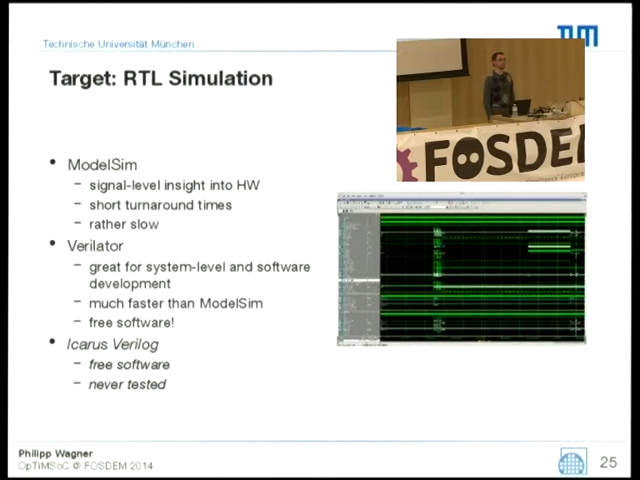 Technische Universität München
TUM
Target: RTL Simulation
FOSDE
• ModelSim
– signal-level insight into HW
– short turnaround times
– rather slow
• Verilator
– great for system-level and software
development
– much faster than ModelSim
– free software!
• Icarus Verilog
– free software
– never tested
Philipp Wagner
OpTiMSoC @ FOSDEM 2014
25